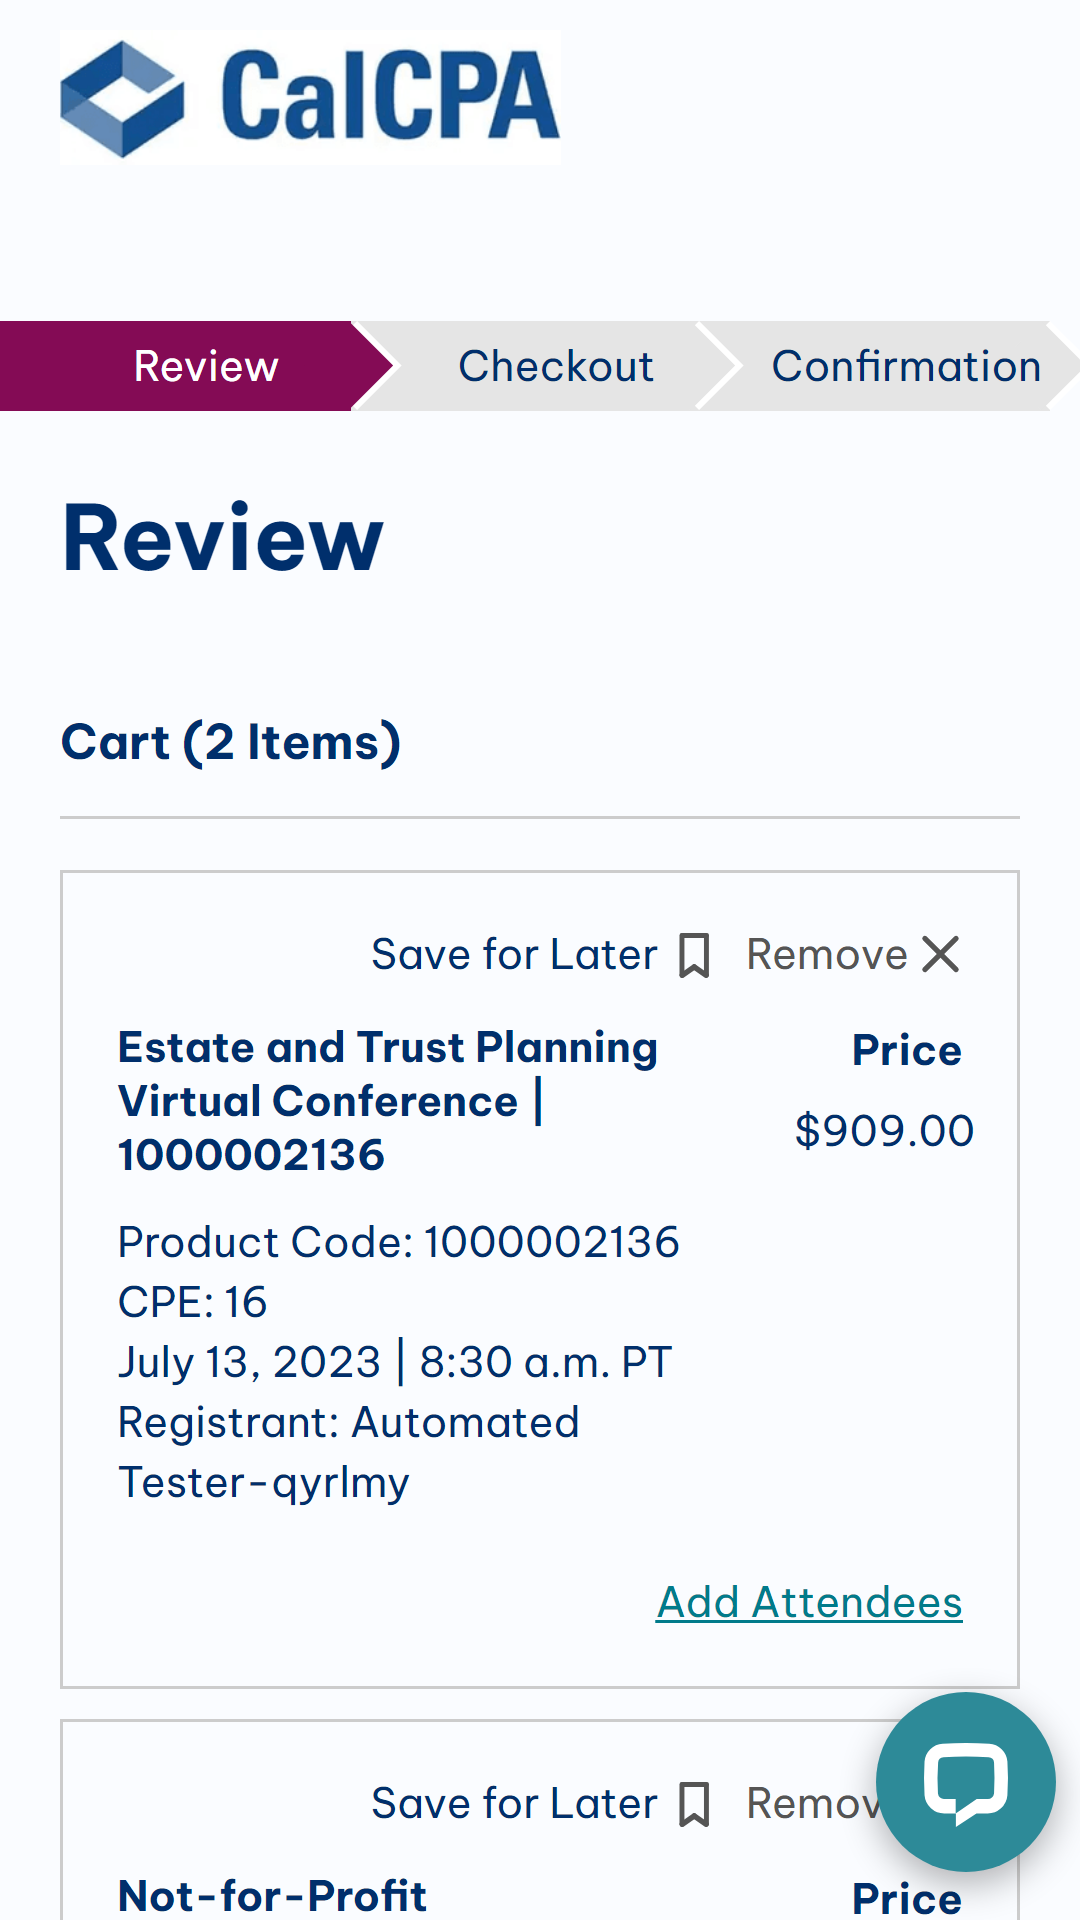 CalCPA
Review
Checkout
Confirmation
Review
Cart (2 Items)
Save for Later
Remove
Estate and Trust Planning
Virtual Conference |
1000002136
Price
$909.00
Product Code: 1000002136
CPE: 16
July 13, 2023 | 8:30 a.m. PT
Registrant: Automated
Tester-qyrlmy
Add Attendees
Save for Later
Remov
Not-for-Profit
Price